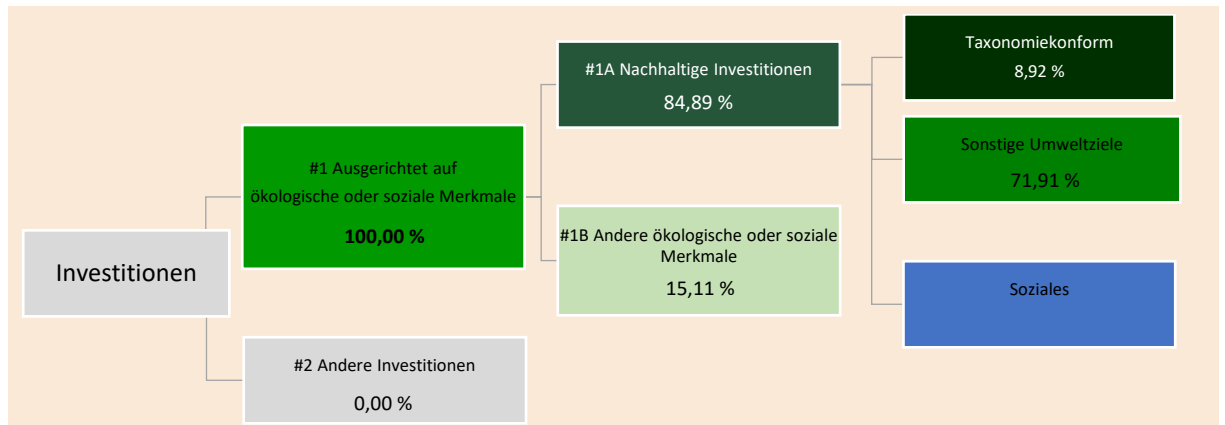 Investitionen
#1 Ausgerichtet auf
ökologische oder soziale Merkmale
100,00 %
#2 Andere Investitionen
0,00 %
#1A Nachhaltige Investitionen
84,89 %
#1B Andere ökologische oder soziale
Merkmale
15,11 %
Taxonomiekonform
8,92 %
Sonstige Umweltziele
71,91 %
Soziales